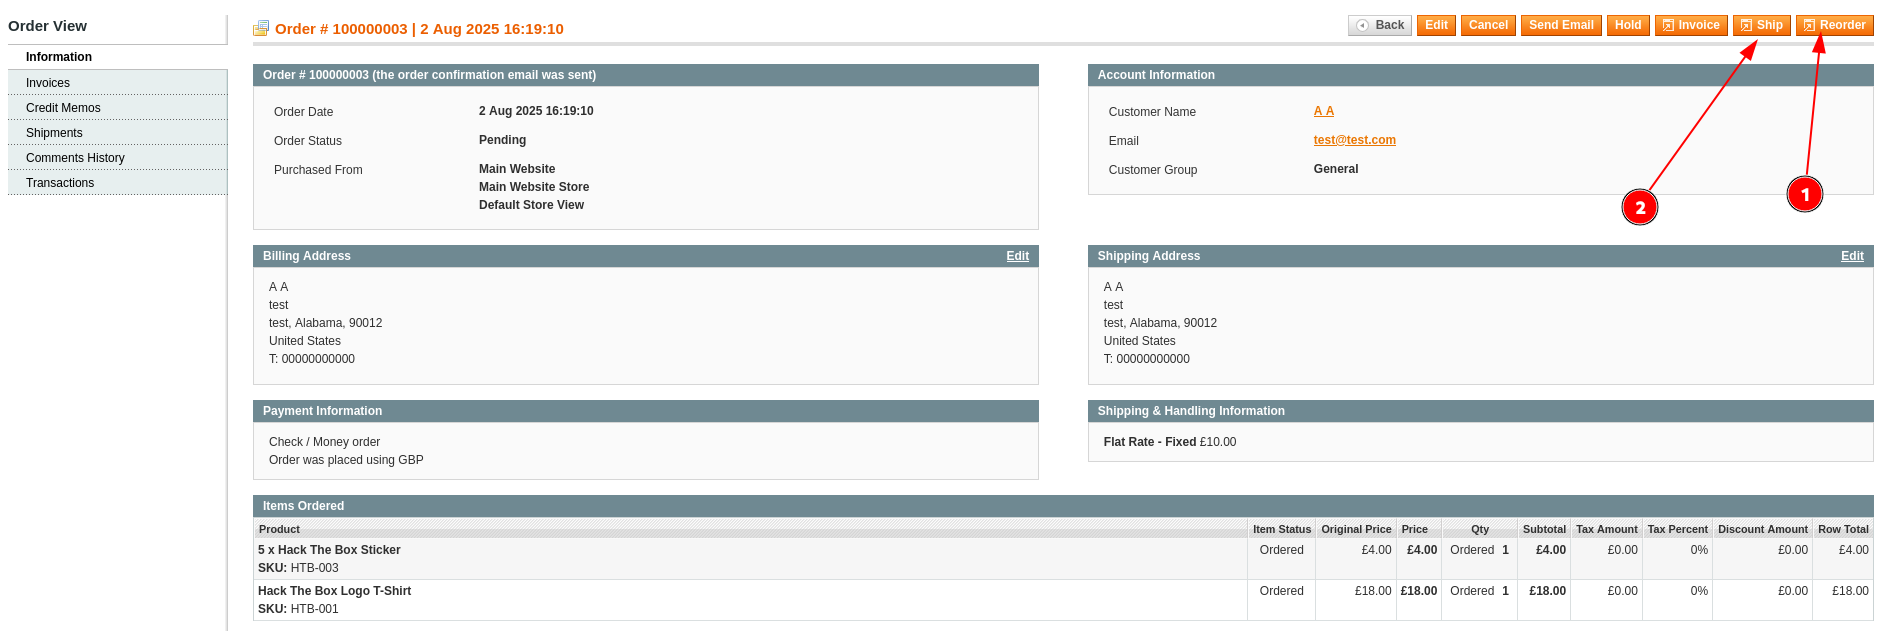 Order View
Information
Invoices
Credit Memos
Shipments
Comments History
Transactions
Order # 100000003 | 2 Aug 2025 16:19:10
Back Edit Cancel Send Email Hold Invoice Ship Reorder
Order # 100000003 (the order confirmation email was sent)
Order Date 2 Aug 2025 16:19:10
Order Status Pending
Purchased From Main Website
Main Website Store
Default Store View
Account Information
Customer Name A A
Email test@test.com
Customer Group General
2
1
Billing Address Edit
A A
test
test, Alabama, 90012
United States
T: 00000000000
Shipping Address Edit
A A
test
test, Alabama, 90012
United States
T: 00000000000
Payment Information
Check / Money order
Order was placed using GBP
Shipping & Handling Information
Flat Rate - Fixed £10.00
Items Ordered
Product Item Status Original Price Price Qty Subtotal Tax Amount Tax Percent Discount Amount Row Total
5 x Hack The Box Sticker Ordered £4.00 £4.00 Ordered 1 £4.00 £0.00 0% £0.00 £4.00
SKU: HTB-003
Hack The Box Logo T-Shirt Ordered £18.00 £18.00 Ordered 1 £18.00 £0.00 0% £0.00 £18.00
SKU: HTB-001